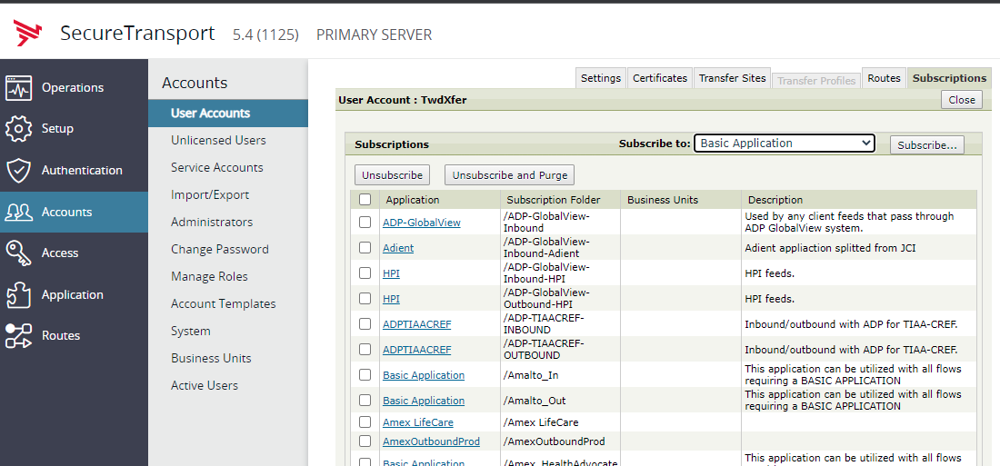 SecureTransport 5.4 (1125) PRIMARY SERVER
Operations
Setup
Authentication
Accounts
Access
Application
Routes
Accounts
User Accounts
Unlicensed Users
Service Accounts
Import/Export
Administrators
Change Password
Manage Roles
Account Templates
System
Business Units
Active Users
Settings Certificates Transfer Sites Transfer Profiles Routes Subscriptions
User Account : TwdXfer Close
Subscriptions Subscribe to: Basic Application Subscribe...
Unsubscribe Unsubscribe and Purge
Application Subscription Folder Business Units Description
ADP-GlobalView /ADP-GlobalView-
Inbound Used by any client feeds that pass through
ADP GlobalView system.
Adient /ADP-GlobalView-
Inbound-Adient Adient appliaction splitted from JCI
HPI /ADP-GlobalView-
Inbound-HPI HPI feeds.
HPI /ADP-GlobalView-
Outbound-HPI HPI feeds.
ADPTIAACREF /ADP-TIAACREF-
INBOUND Inbound/outbound with ADP for TIAA-CREF.
ADPTIAACREF /ADP-TIAACREF-
OUTBOUND Inbound/outbound with ADP for TIAA-CREF.
Basic Application /Amalto_In This application can be utilized with all flows
requiring a BASIC APPLICATION
Basic Application /Amalto_Out This application can be utilized with all flows
requiring a BASIC APPLICATION
Amex LifeCare /Amex LifeCare
AmexOutboundProd /AmexOutboundProd
Basic Application /Amex_HealthAdvocate This application can be utilized with all flows